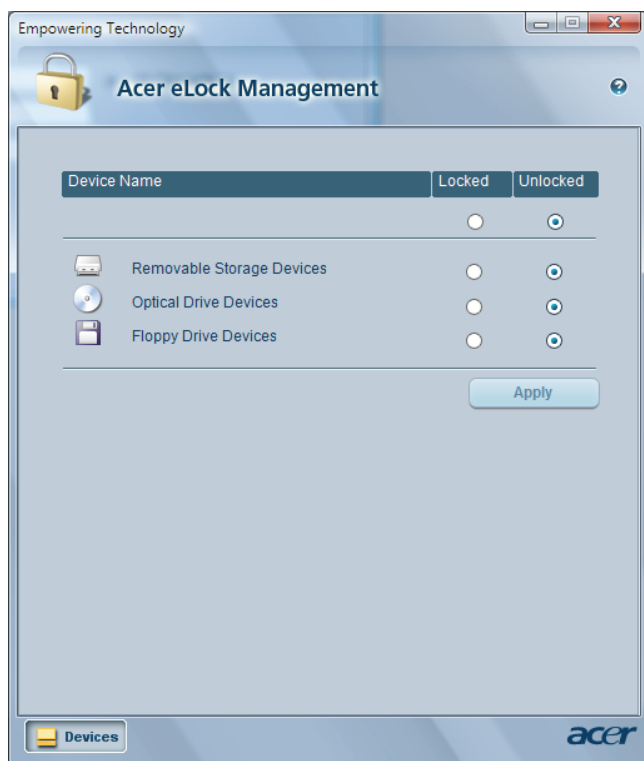 Empowering Technology
Acer eLock Management
Device Name Locked Unlocked
Removable Storage Devices
Optical Drive Devices
Floppy Drive Devices
Apply
Devices
acer